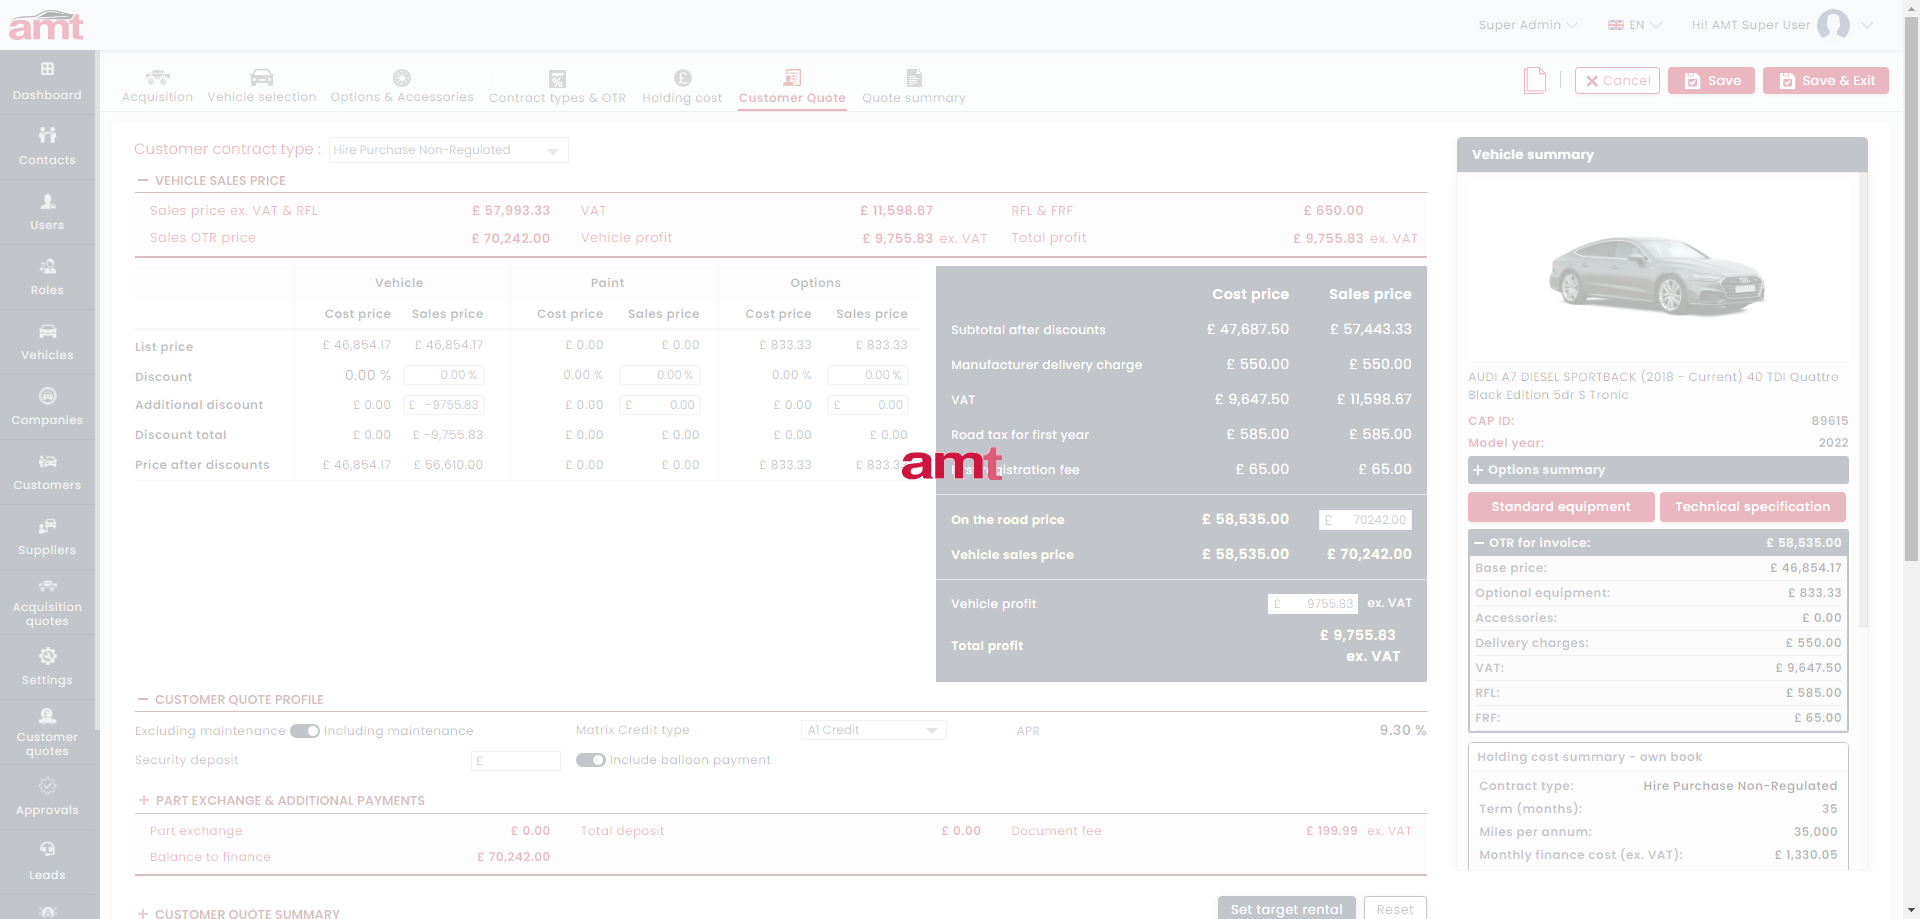 amt
Super Admin
EN
Hi! AMT Super User
Dashboard
Contacts
Users
Roles
Vehicles
Companies
Customers
Suppliers
Acquisition
quotes
Settings
Customer
quotes
Approvals
Leads
Acquisition
Vehicle selection
Options & Accessories
Contract types & OTR
Holding cost
Customer Quote
Quote summary
Cancel
Save
Save & Exit
Customer contract type :
Hire Purchase Non-Regulated
VEHICLE SALES PRICE
Sales price ex. VAT & RFL £ 57,993.33 VAT £ 11,598.67 RFL & FRF £ 650.00
Sales OTR price £ 70,242.00 Vehicle profit £ 9,755.83 ex. VAT Total profit £ 9,755.83 ex. VAT
Vehicle Paint Options
Cost price Sales price Cost price Sales price Cost price Sales price
List price £ 46,854.17 £ 46,854.17 £ 0.00 £ 0.00 £ 833.33 £ 833.33
Discount 0.00 % 0.00 % 0.00 % 0.00 % 0.00 % 0.00 %
Additional discount £ 0.00 £ -9755.83 £ 0.00 £ 0.00 £ 0.00 £ 0.00
Discount total £ 0.00 £ -9,755.83 £ 0.00 £ 0.00 £ 0.00 £ 0.00
Price after discounts £ 46,854.17 £ 56,610.00 £ 0.00 £ 0.00 £ 833.33 £ 833.33
Cost price Sales price
Subtotal after discounts £ 47,687.50 £ 57,443.33
Manufacturer delivery charge £ 550.00 £ 550.00
VAT £ 9,647.50 £ 11,598.67
Road tax for first year £ 585.00 £ 585.00
amt
registration fee £ 65.00 £ 65.00
On the road price £ 58,535.00 £ 70242.00
Vehicle sales price £ 58,535.00 £ 70,242.00
Vehicle profit £ 9755.83 ex. VAT
Total profit £ 9,755.83
ex. VAT
CUSTOMER QUOTE PROFILE
Excluding maintenance Including maintenance Matrix Credit type A1 Credit APR 9.30 %
Security deposit £ Include balloon payment
PART EXCHANGE & ADDITIONAL PAYMENTS
Part exchange £ 0.00 Total deposit £ 0.00 Document fee £ 199.99 ex. VAT
Balance to finance £ 70,242.00
CUSTOMER QUOTE SUMMARY
Set target rental
Reset
Vehicle summary
AUDI A7 DIESEL SPORTBACK (2018 - Current) 40 TDI Quattro
Black Edition 5dr S Tronic
CAP ID: 89615
Model year: 2022
Options summary
Standard equipment
Technical specification
OTR for invoice: £ 58,535.00
Base price: £ 46,854.17
Optional equipment: £ 833.33
Accessories: £ 0.00
Delivery charges: £ 550.00
VAT: £ 9,647.50
RFL: £ 585.00
FRF: £ 65.00
Holding cost summary - own book
Contract type: Hire Purchase Non-Regulated
Term (months): 35
Miles per annum: 35,000
Monthly finance cost (ex. VAT): £ 1,330.05